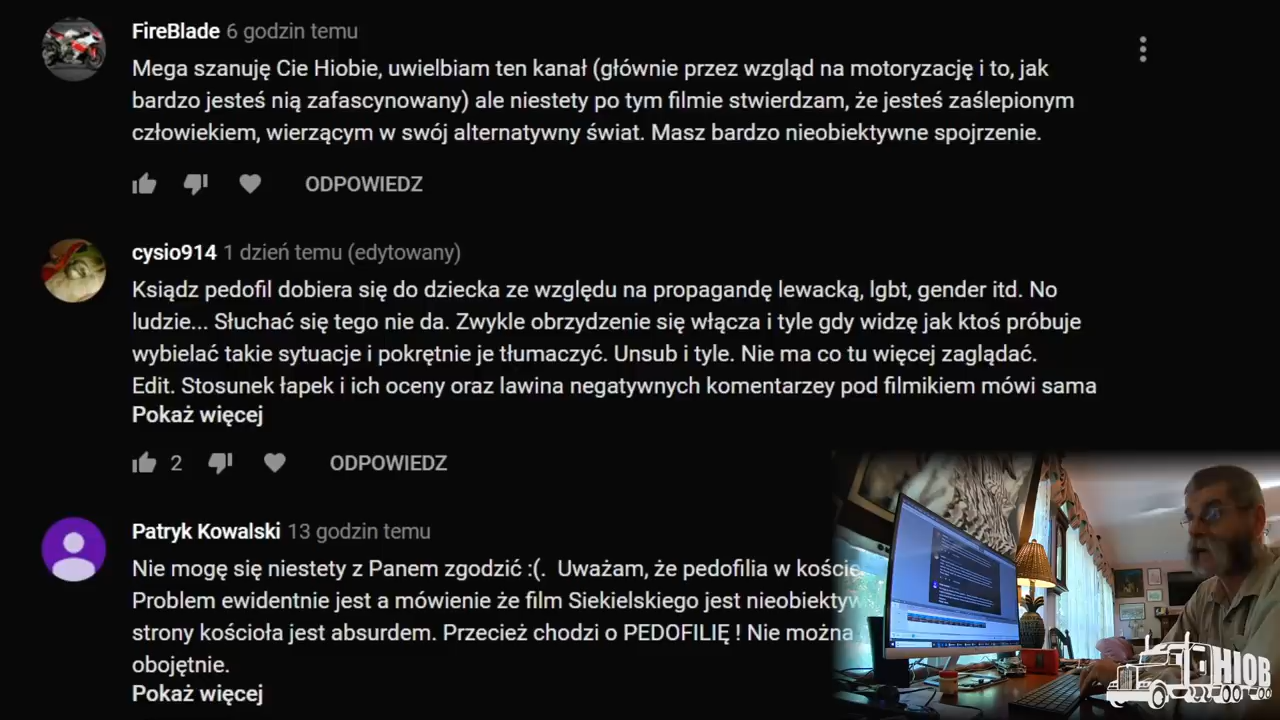 FireBlade 6 godzin temu
Mega szanuję Cie Hiobie, uwielbiam ten kanał (głównie przez wzgląd na motoryzację i to, jak
bardzo jesteś nią zafascynowany) ale niestety po tym filmie stwierdzam, że jesteś zaślepionym
człowiekiem, wierzącym w swój alternatywny świat. Masz bardzo nieobiektywne spojrzenie.
ODPOWIEDZ
cysio914 1 dzień temu (edytowany)
Ksiądz pedofil dobiera się do dziecka ze względu na propagandę lewacką, lgbt, gender itd. No
ludzie... Słuchać się tego nie da. Zwykle obrzydzenie się włącza i tyle gdy widzę jak ktoś próbuje
wybielać takie sytuacje i pokrętnie je tłumaczyć. Unsub i tyle. Nie ma co tu więcej zaglądać.
Edit. Stosunek łapek i ich oceny oraz lawina negatywnych komentarzey pod filmikiem mówi sama
Pokaż więcej
2 ODPOWIEDZ
Patryk Kowalski 13 godzin temu
Nie mogę się niestety z Panem zgodzić :(. Uważam, że pedofilia w koście
Problem ewidentnie jest a mówienie że film Siekielskiego jest nieobiektyw
strony kościoła jest absurdem. Przecież chodzi o PEDOFILIĘ ! Nie można
obojętnie.
Pokaż więcej
HIOB